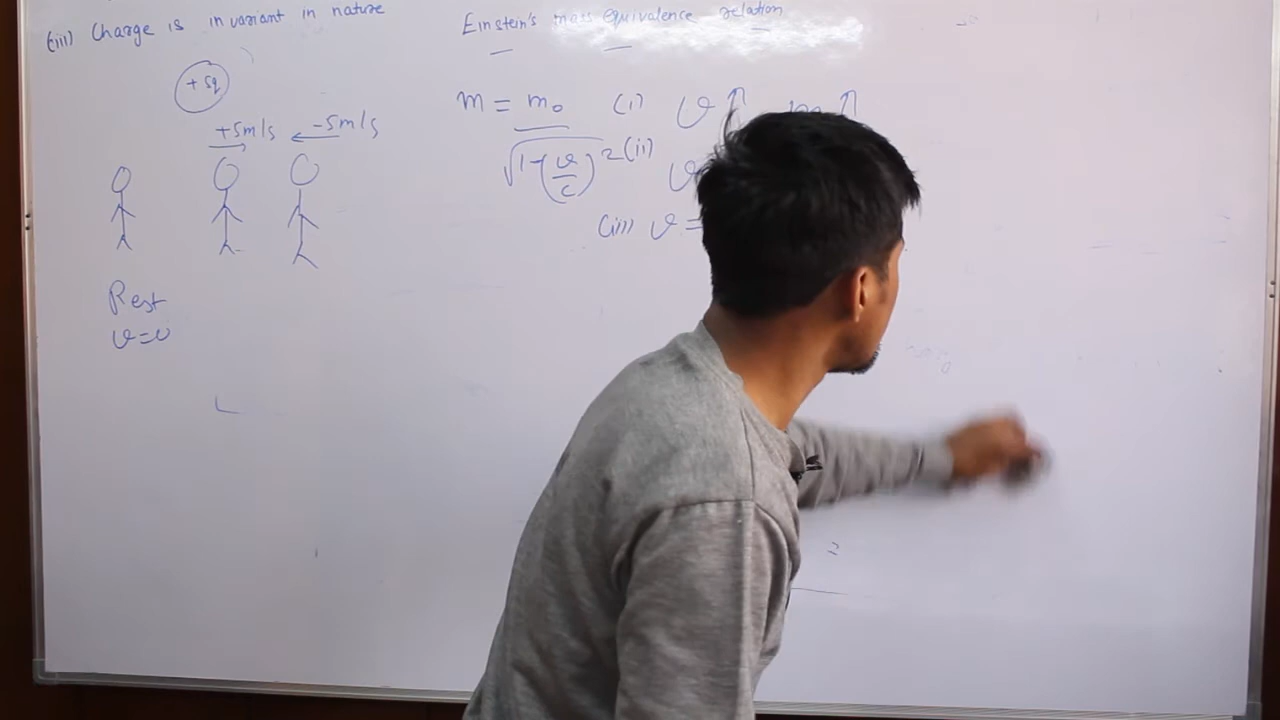 (iii) Charge is invariant in nature
+5q
+5m/s -5m/s
Rest
v=0
Einstein's mass equivalence relation
m = m₀ / √1-(v/c)²
(i) v↑ m↑
(ii) v
(iii) v =
=